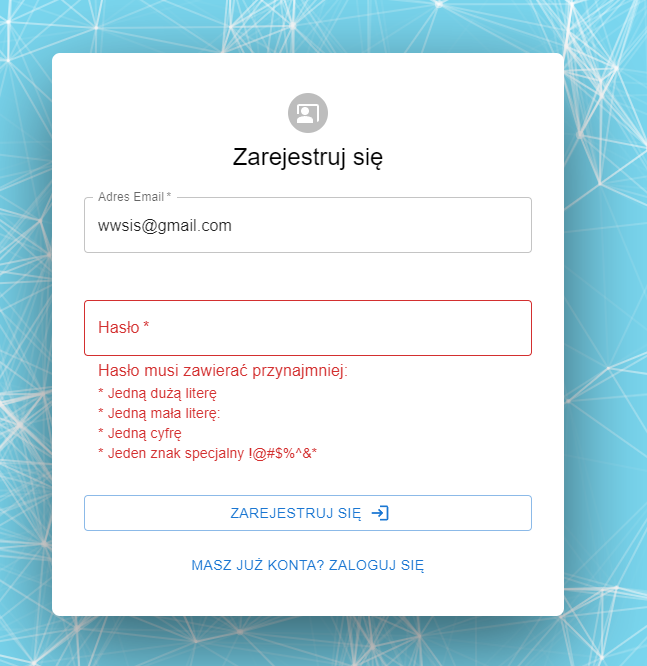 Zarejestruj się
Adres Email *
wwsis@gmail.com
Hasło *
Hasło musi zawierać przynajmniej:
* Jedną dużą literę
* Jedną mała literę:
* Jedną cyfrę
* Jeden znak specjalny !@#$%^&*
ZAREJESTRUJ SIĘ
MASZ JUŻ KONTA? ZALOGUJ SIĘ